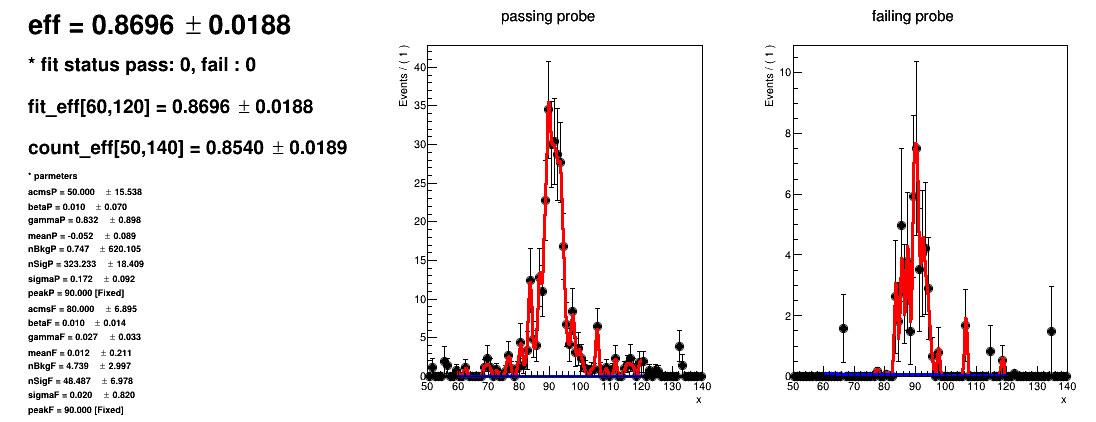 eff = 0.8696 ± 0.0188
* fit status pass: 0, fail : 0
fit_eff[60,120] = 0.8696 ± 0.0188
count_eff[50,140] = 0.8540 ± 0.0189
* parmeters
acmsP = 50.000 ± 15.538
betaP = 0.010 ± 0.070
gammaP = 0.832 ± 0.898
meanP = -0.052 ± 0.089
nBkgP = 0.747 ± 620.105
nSigP = 323.233 ± 18.409
sigmaP = 0.172 ± 0.092
peakP = 90.000 [Fixed]
acmsF = 80.000 ± 6.895
betaF = 0.010 ± 0.014
gammaF = 0.027 ± 0.033
meanF = 0.012 ± 0.211
nBkgF = 4.739 ± 2.997
nSigF = 48.487 ± 6.978
sigmaF = 0.020 ± 0.820
peakF = 90.000 [Fixed]
passing probe
Events / ( 1 )
40
35
30
25
20
15
10
5
0
50 60 70 80 90 100 110 120 130 140
x
failing probe
Events / ( 1 )
10
8
6
4
2
0
50 60 70 80 90 100 110 120 130 140
x